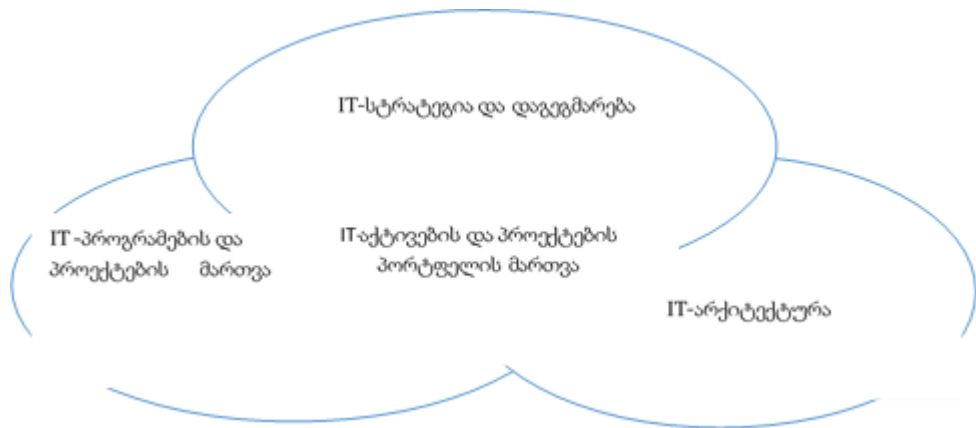 IT-სტრატეგია და დაგეგმარება
IT -პროგრამების და
პროექტების მართვა
IT-აქტივების და პროექტების
პორტფელის მართვა
IT-არქიტექტურა